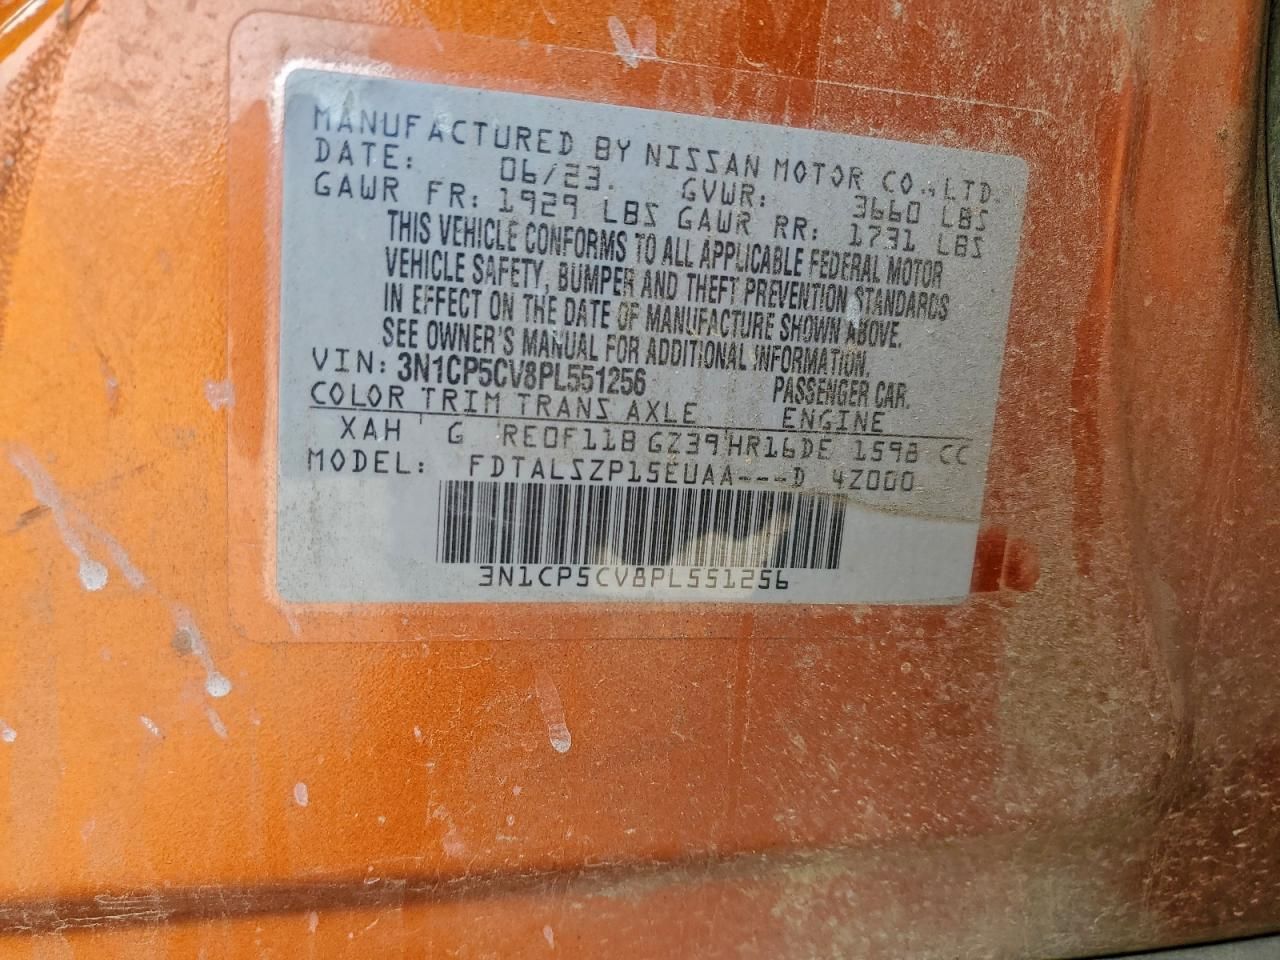 MANUFACTURED BY NISSAN MOTOR CO., LTD.
DATE: 06/23. GVWR: 3660 LBS
GAWR FR: 1929 LBS GAWR RR: 1731 LBS
THIS VEHICLE CONFORMS TO ALL APPLICABLE FEDERAL MOTOR
VEHICLE SAFETY, BUMPER AND THEFT PREVENTION STANDARDS
IN EFFECT ON THE DATE OF MANUFACTURE SHOWN ABOVE.
SEE OWNER'S MANUAL FOR ADDITIONAL INFORMATION.
VIN: 3N1CP5CV8PL551256 PASSENGER CAR.
COLOR TRIM TRANS AXLE ENGINE
XAH G RE0F11B GZ39 HR16DE 1598 CC
MODEL: FDTALSZP15EUAA---D 4Z000
3N1CP5CV8PL551256